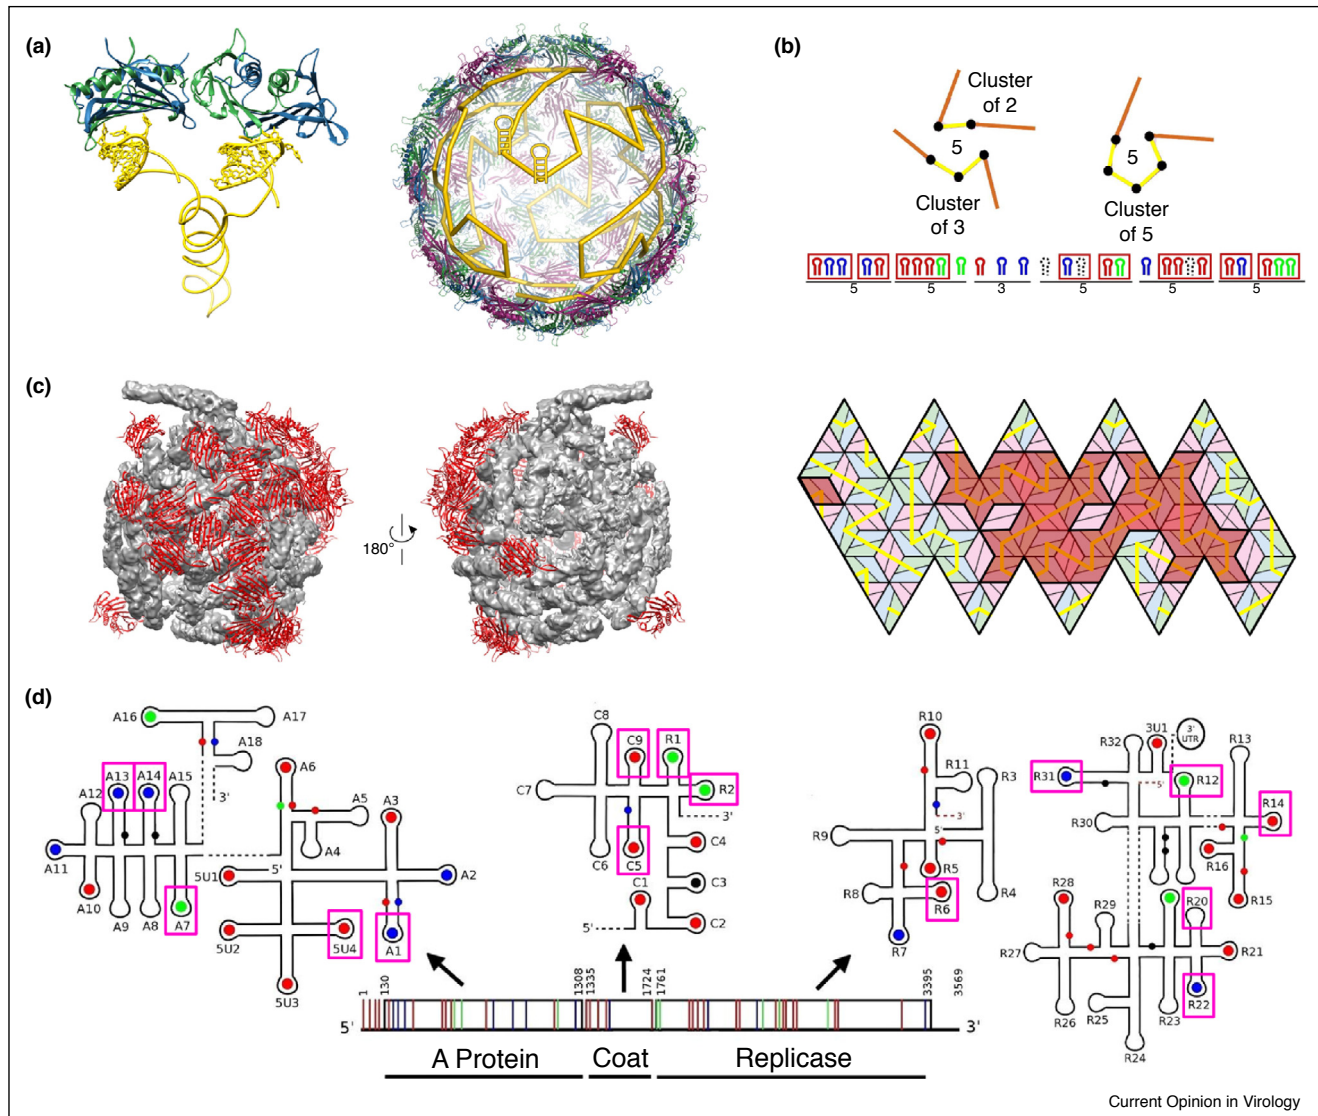 (a)
(b)
Cluster
of 2
5
Cluster
of 3
5
Cluster
of 5
5
5
3
5
5
5
(c)
180°
(d)
A16
A17
A18
A13
A14
A15
A12
3'
A6
A5
A4
A3
A11
A10
A9
A8
A7
5U1
5'
A2
5U2
5U4
A1
5U3
C8
C9
R1
C7
R2
3'
C6
C5
C4
C1
C3
5'
C2
R10
R11
R3
3'
R9
5'
R5
R8
R6
R4
R7
R32
3U1
3'
UTR
R13
R31
5'
R12
R14
R30
R16
R28
R29
R20
R15
R27
R21
R26
R25
R23
R22
R24
1
130
1308
1335
1724
1761
3395
3569
5'
3'
A Protein
Coat
Replicase
Current Opinion in Virology